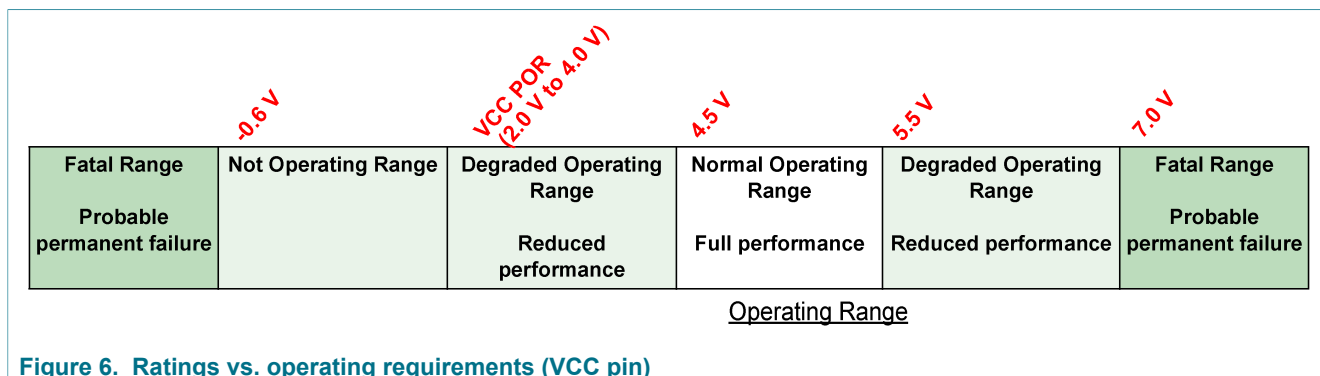 -0.6 V
VCC POR
(2.0 V to 4.0 V)
4.5 V
5.5 V
7.0 V
Fatal Range
Probable
permanent failure
Not Operating Range
Degraded Operating
Range
Reduced
performance
Normal Operating
Range
Full performance
Degraded Operating
Range
Reduced performance
Fatal Range
Probable
permanent failure
Operating Range
Figure 6. Ratings vs. operating requirements (VCC pin)